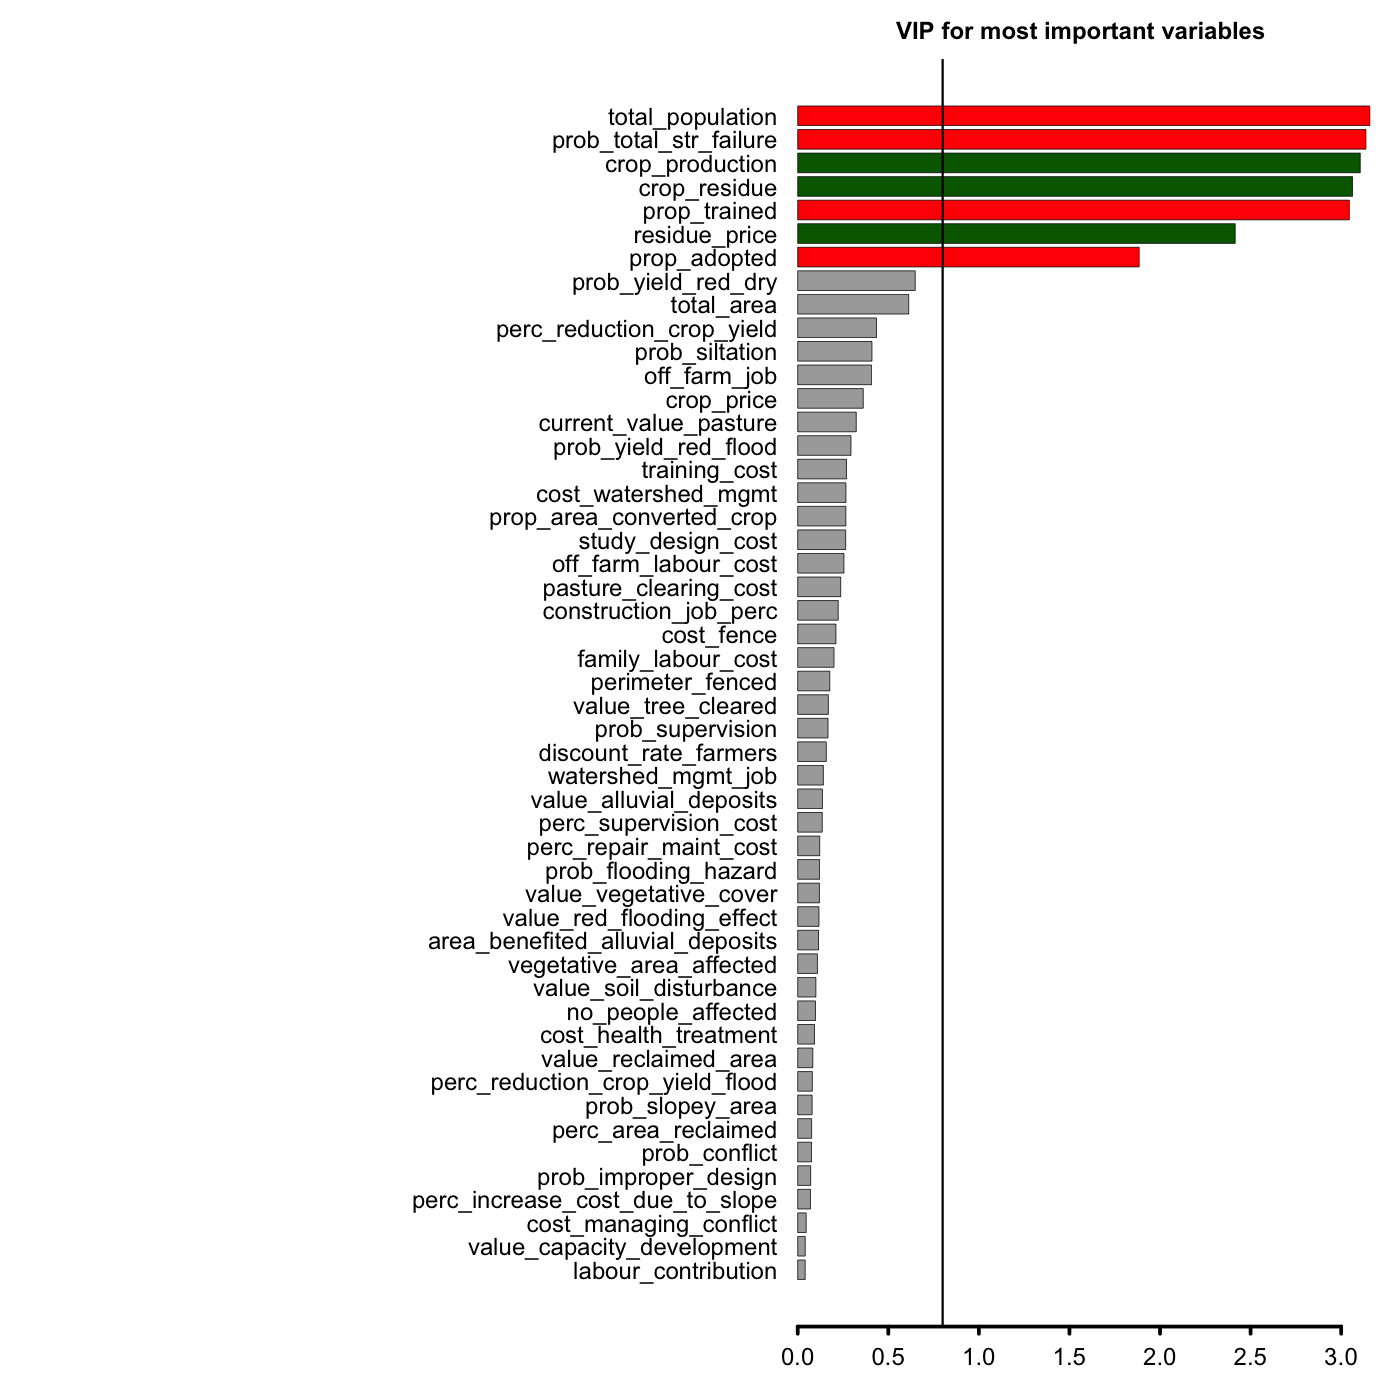 VIP for most important variables
total_population
prob_total_str_failure
crop_production
crop_residue
prop_trained
residue_price
prop_adopted
prob_yield_red_dry
total_area
perc_reduction_crop_yield
prob_siltation
off_farm_job
crop_price
current_value_pasture
prob_yield_red_flood
training_cost
cost_watershed_mgmt
prop_area_converted_crop
study_design_cost
off_farm_labour_cost
pasture_clearing_cost
construction_job_perc
cost_fence
family_labour_cost
perimeter_fenced
value_tree_cleared
prob_supervision
discount_rate_farmers
watershed_mgmt_job
value_alluvial_deposits
perc_supervision_cost
perc_repair_maint_cost
prob_flooding_hazard
value_vegetative_cover
value_red_flooding_effect
area_benefited_alluvial_deposits
vegetative_area_affected
value_soil_disturbance
no_people_affected
cost_health_treatment
value_reclaimed_area
perc_reduction_crop_yield_flood
prob_slopey_area
perc_area_reclaimed
prob_conflict
prob_improper_design
perc_increase_cost_due_to_slope
cost_managing_conflict
value_capacity_development
labour_contribution
0.0 0.5 1.0 1.5 2.0 2.5 3.0